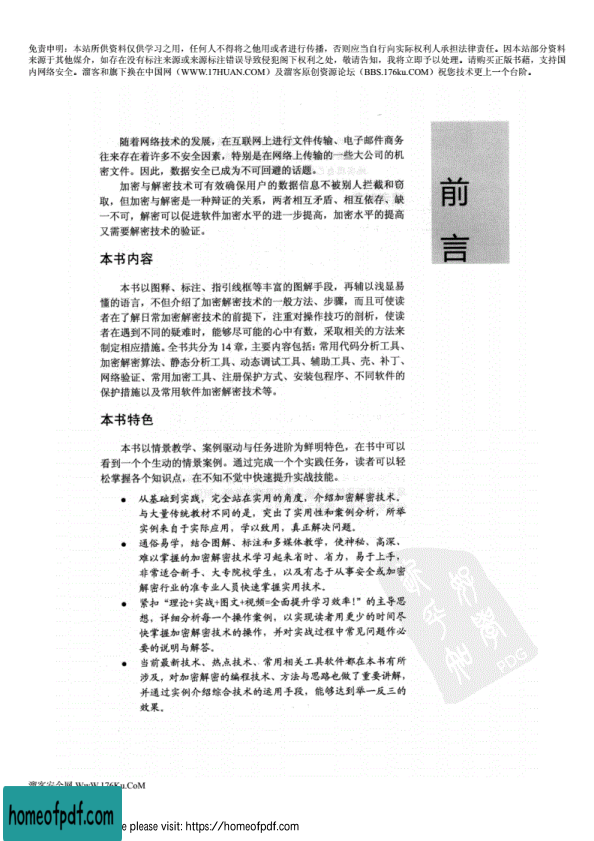 免责申明：本站所供资料仅供学习之用，任何人不得将之他用或者进行传播，否则应当自行向实际权利人承担法律责任。因本站部分资料
来源于其他媒介，如存在没有标注来源或来源标注错误导致侵犯阁下权利之处，敬请告知，我将立即予以处理。请购买正版书籍，支持国
内网络安全。溜客和旗下换在中国网（WWW.17HUAN.COM）及溜客原创资源论坛（BBS.176ku.COM）祝您技术更上一个台阶。
前
言
随着网络技术的发展，在互联网上进行文件传输、电子邮件商务
往来存在着许多不安全因素，特别是在网络上传输的一些大公司的机
密文件。因此，数据安全已成为不可回避的话题。
加密与解密技术可有效确保用户的数据信息不被别人拦截和窃
取，但加密与解密是一种辩证的关系，两者相互矛盾、相互依存、缺
一不可，解密可以促进软件加密水平的进一步提高，加密水平的提高
又需要解密技术的验证。
本书内容
本书以图释、标注、指引线框等丰富的图解手段，再辅以浅显易
懂的语言，不但介绍了加密解密技术的一般方法、步骤，而且可使读
者在了解日常加密解密技术的前提下，注重对操作技巧的剖析，使读
者在遇到不同的疑难时，能够尽可能的心中有数，采取相关的方法来
制定相应措施。全书共分为 14 章，主要内容包括：常用代码分析工具、
加密解密算法、静态分析工具、动态调试工具、辅助工具、壳、补丁、
网络验证、常用加密工具、注册保护方式、安装包程序、不同软件的
保护措施以及常用软件加密解密技术等。
本书特色
本书以情景教学、案例驱动与任务进阶为鲜明特色，在书中可以
看到一个个生动的情景案例。通过完成一个个实践任务，读者可以轻
松掌握各个知识点，在不知不觉中快速提升实战技能。
● 从基础到实践，完全站在实用的角度，介绍加密解密技术，
与大量传统教材不同的是，突出了实用性和案例分析，所举
实例来自于实际应用，学以致用，真正解决问题。
● 通俗易学，结合图解、标注和多媒体教学，使神秘、高深、
难以掌握的加密解密技术学习起来省时、省力，易于上手，
非常适合新手、大专院校学生，以及有志于从事安全或加密
解密行业的准专业人员快速掌握实用技术。
● 紧扣“理论+实战+图文+视频=全面提升学习效率！”的主导思
想，详细分析每一个操作案例，以实现读者用更少的时间尽
快掌握加密解密技术的操作，并对实战过程中常见问题作必
要的说明与解答。
● 当前最新技术、热点技术、常用相关工具软件都在本书有所
涉及，对加密解密的编程技术、方法与思路也做了重要讲解，
并通过实例介绍综合技术的运用手段，能够达到举一反三的
效果。
PDG
溜客安全网 WwW.176Ku.CoM
homeofpdf.com
please visit: https://homeofpdf.com